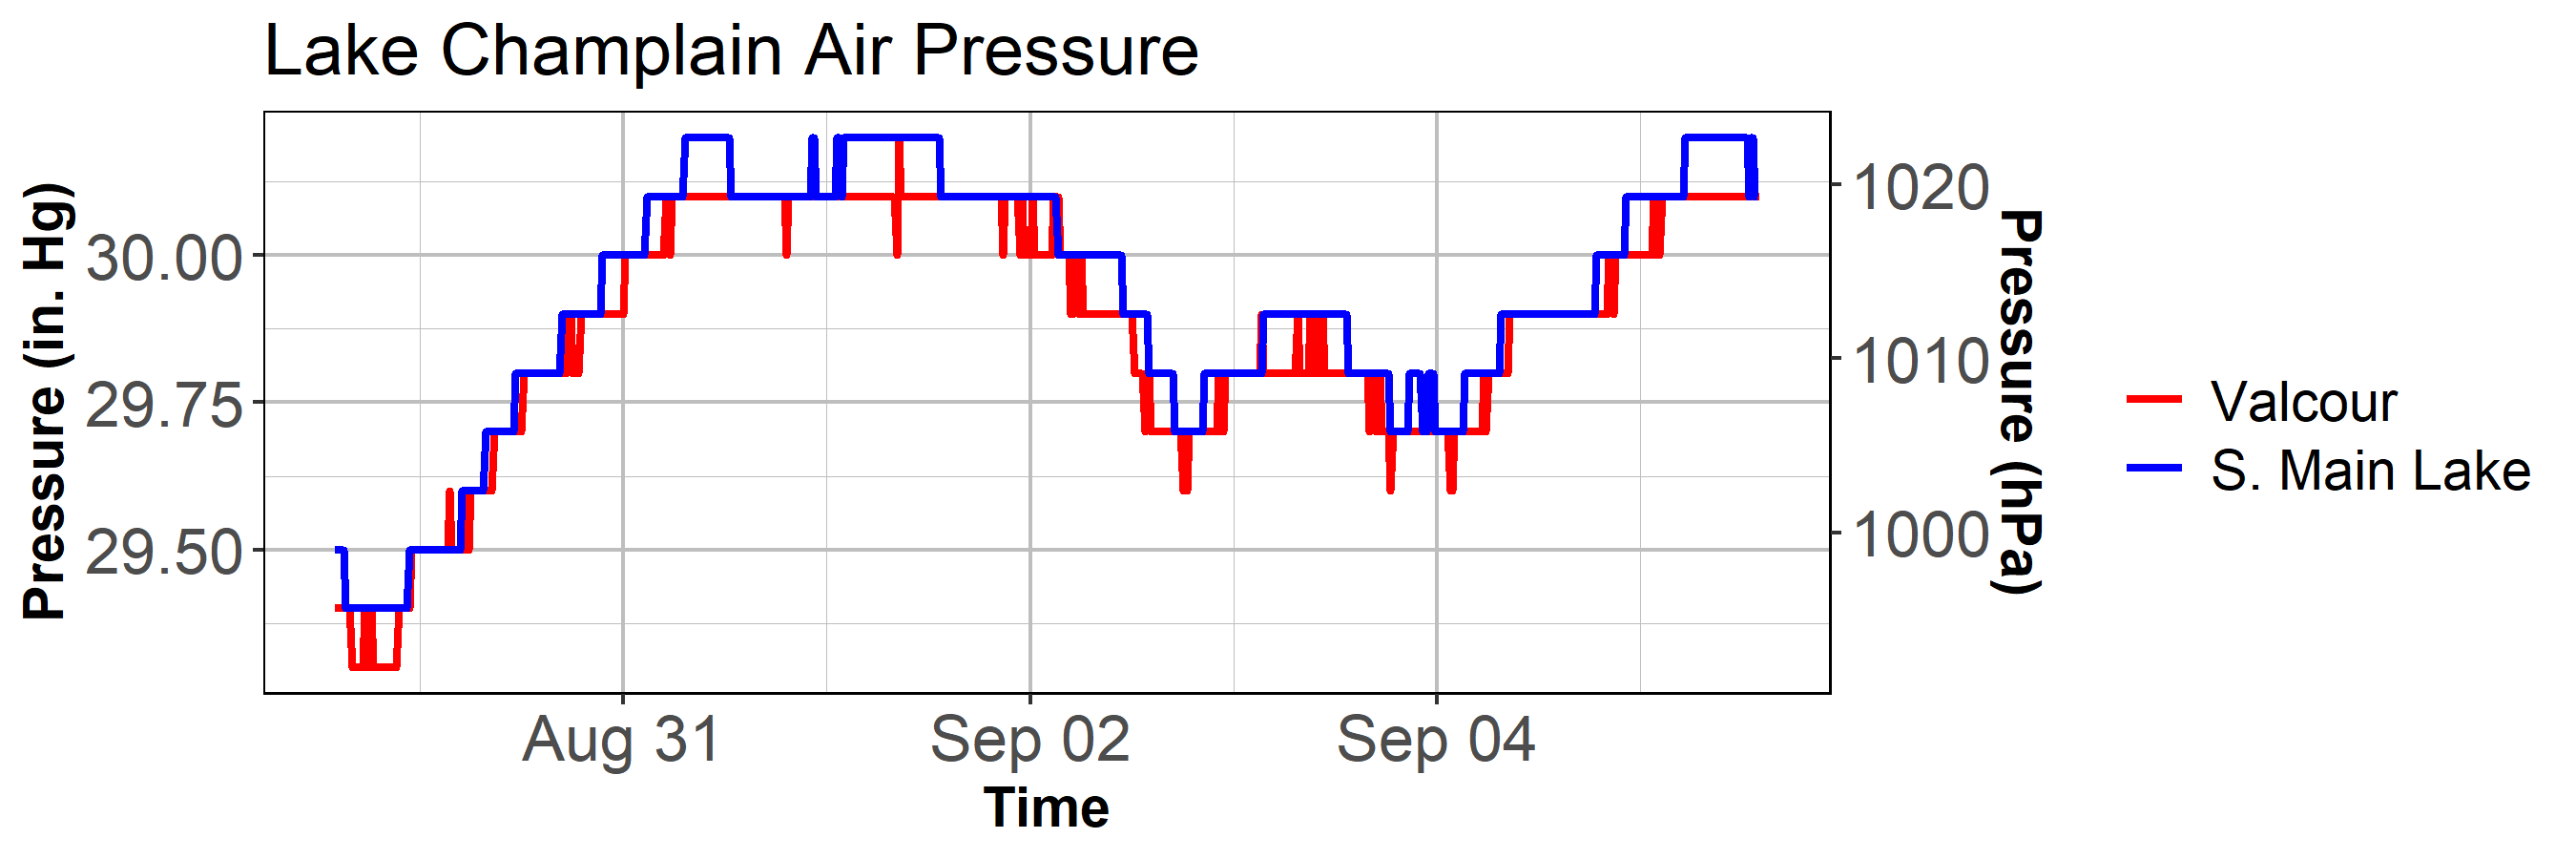 Lake Champlain Air Pressure
Pressure (in. Hg)
30.00
29.75
29.50
1020
1010
1000
Pressure (hPa)
Aug 31
Sep 02
Sep 04
Time
Valcour
S. Main Lake